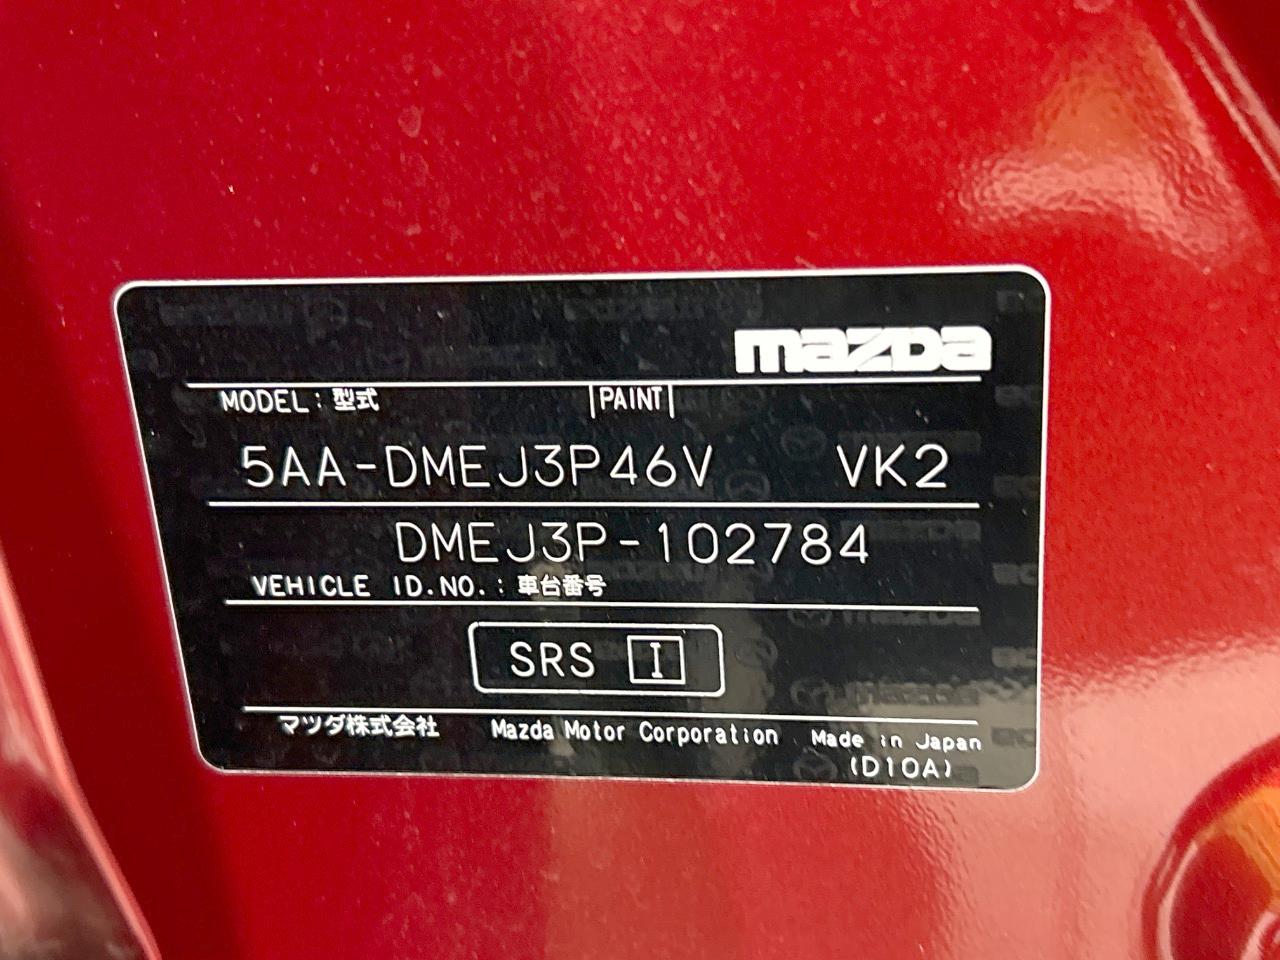 mazda
MODEL : 型式 |PAINT|
5AA-DMEJ3P46V VK2
DMEJ3P-102784
VEHICLE ID.NO. : 車台番号
SRS I
マツダ株式会社 Mazda Motor Corporation Made in Japan
(D10A)